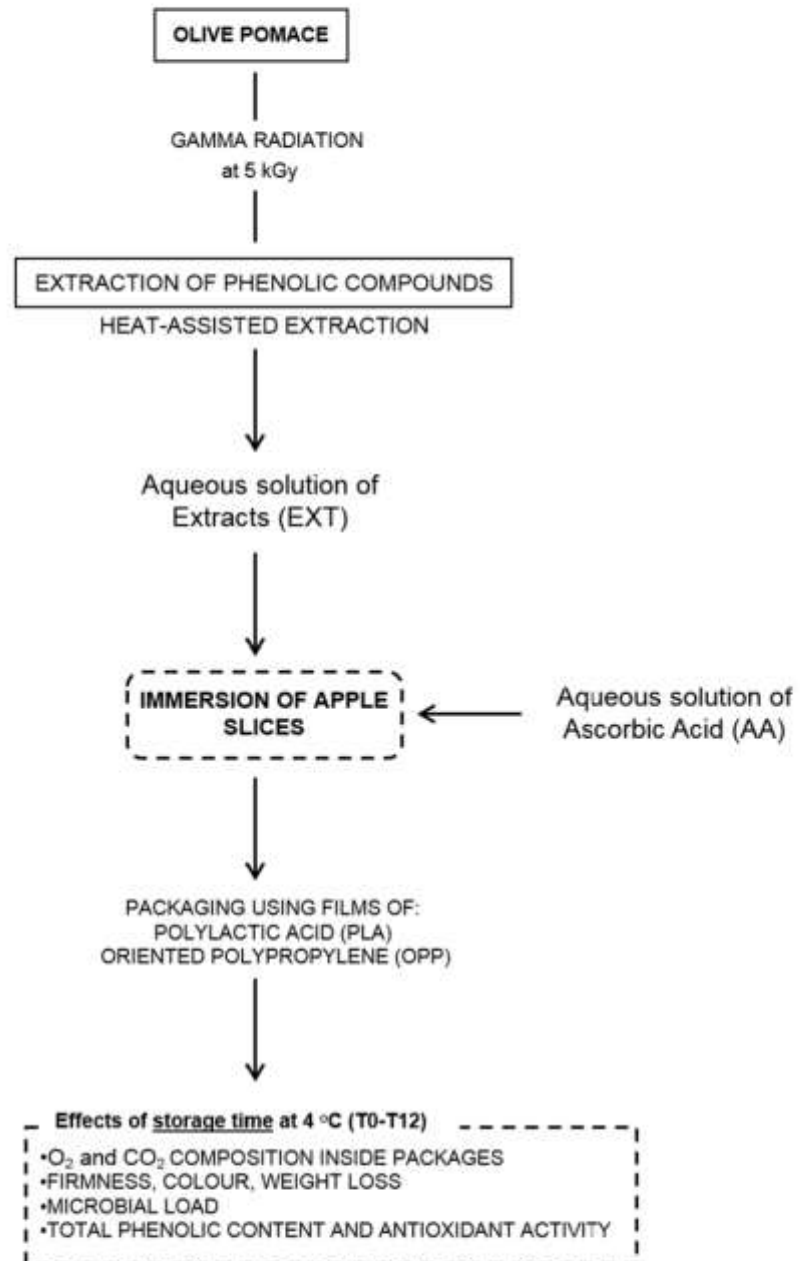 OLIVE POMACE
GAMMA RADIATION
at 5 kGy
EXTRACTION OF PHENOLIC COMPOUNDS
HEAT-ASSISTED EXTRACTION
Aqueous solution of
Extracts (EXT)
IMMERSION OF APPLE
SLICES
Aqueous solution of
Ascorbic Acid (AA)
PACKAGING USING FILMS OF:
POLYLACTIC ACID (PLA)
ORIENTED POLYPROPYLENE (OPP)
Effects of storage time at 4 °C (T0-T12)
•O₂ and CO₂ COMPOSITION INSIDE PACKAGES
•FIRMNESS, COLOUR, WEIGHT LOSS
•MICROBIAL LOAD
•TOTAL PHENOLIC CONTENT AND ANTIOXIDANT ACTIVITY